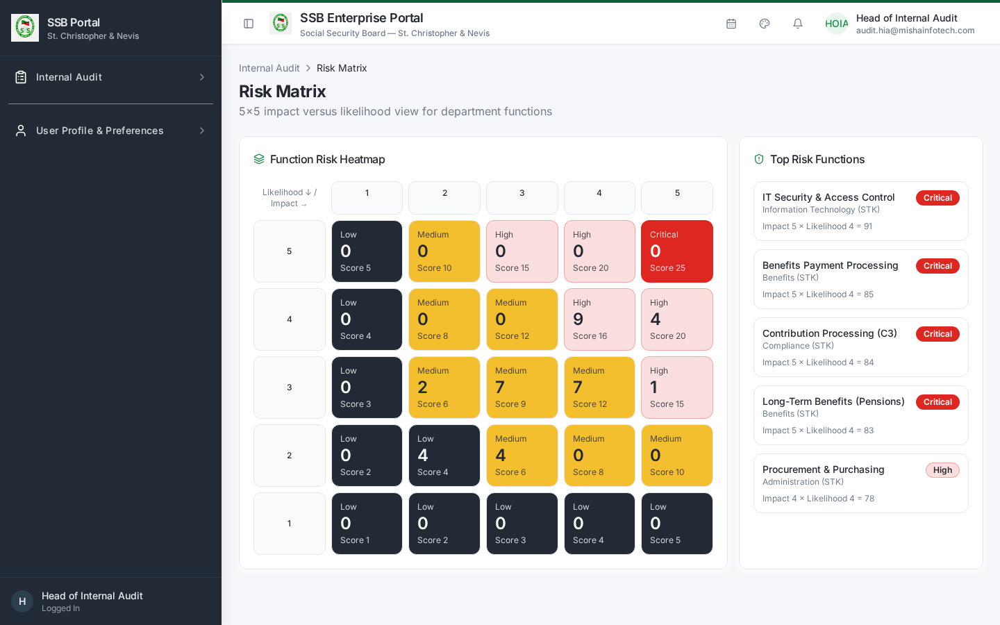 SSB Portal
St. Christopher & Nevis
Internal Audit
User Profile & Preferences
H
Head of Internal Audit
Logged In
SSB Enterprise Portal
Social Security Board — St. Christopher & Nevis
HOIA
Head of Internal Audit
audit.hia@mishainfotech.com
Internal Audit > Risk Matrix
Risk Matrix
5×5 impact versus likelihood view for department functions
Function Risk Heatmap
Likelihood ↓ /
Impact →
1 2 3 4 5
5
Low Medium High High Critical
0 0 0 0 0
Score 5 Score 10 Score 15 Score 20 Score 25
4
Low Medium Medium High High
0 0 0 9 4
Score 4 Score 8 Score 12 Score 16 Score 20
3
Low Medium Medium Medium High
0 2 7 7 1
Score 3 Score 6 Score 9 Score 12 Score 15
2
Low Low Medium Medium Medium
0 4 4 0 0
Score 2 Score 4 Score 6 Score 8 Score 10
1
Low Low Low Low Low
0 0 0 0 0
Score 1 Score 2 Score 3 Score 4 Score 5
Top Risk Functions
IT Security & Access Control Critical
Information Technology (STK)
Impact 5 × Likelihood 4 = 91
Benefits Payment Processing Critical
Benefits (STK)
Impact 5 × Likelihood 4 = 85
Contribution Processing (C3) Critical
Compliance (STK)
Impact 5 × Likelihood 4 = 84
Long-Term Benefits (Pensions) Critical
Benefits (STK)
Impact 5 × Likelihood 4 = 83
Procurement & Purchasing High
Administration (STK)
Impact 4 × Likelihood 4 = 78